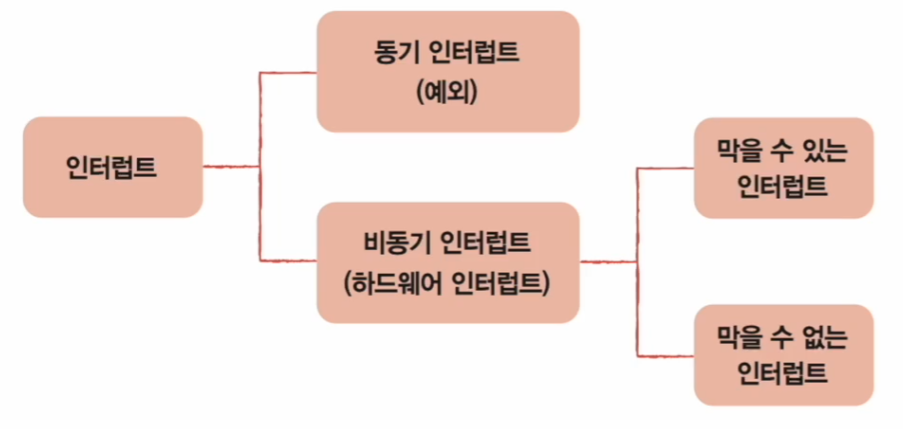 인터럽트
동기 인터럽트
(예외)
비동기 인터럽트
(하드웨어 인터럽트)
막을 수 있는
인터럽트
막을 수 없는
인터럽트